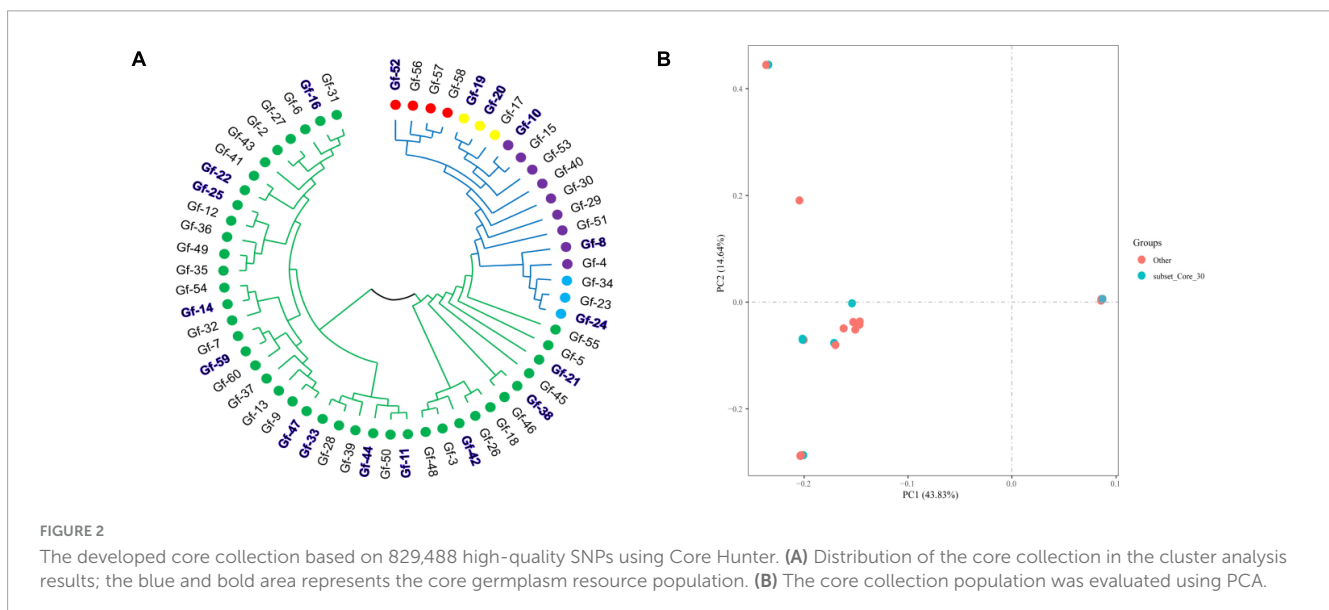 A
Gf-52
Gf-56
Gf-57
Gf-58
Gf-19
Gf-20
Gf-17
Gf-10
Gf-15
Gf-53
Gf-40
Gf-30
Gf-29
Gf-51
Gf-8
Gf-4
Gf-34
Gf-23
Gf-24
Gf-55
Gf-5
Gf-21
Gf-45
Gf-38
Gf-46
Gf-18
Gf-26
Gf-42
Gf-3
Gf-48
Gf-11
Gf-50
Gf-44
Gf-39
Gf-28
Gf-33
Gf-47
Gf-9
Gf-13
Gf-37
Gf-60
Gf-59
Gf-7
Gf-32
Gf-14
Gf-54
Gf-35
Gf-49
Gf-36
Gf-12
Gf-25
Gf-22
Gf-41
Gf-43
Gf-2
Gf-27
Gf-6
Gf-16
Gf-31
B
0.4
0.2
0.0
-0.2
PC2 (14.64%)
-0.2
-0.1
0.0
0.1
PC1 (43.83%)
Groups
Other
subset_Core_30
FIGURE 2
The developed core collection based on 829,488 high-quality SNPs using Core Hunter. (A) Distribution of the core collection in the cluster analysis
results; the blue and bold area represents the core germplasm resource population. (B) The core collection population was evaluated using PCA.